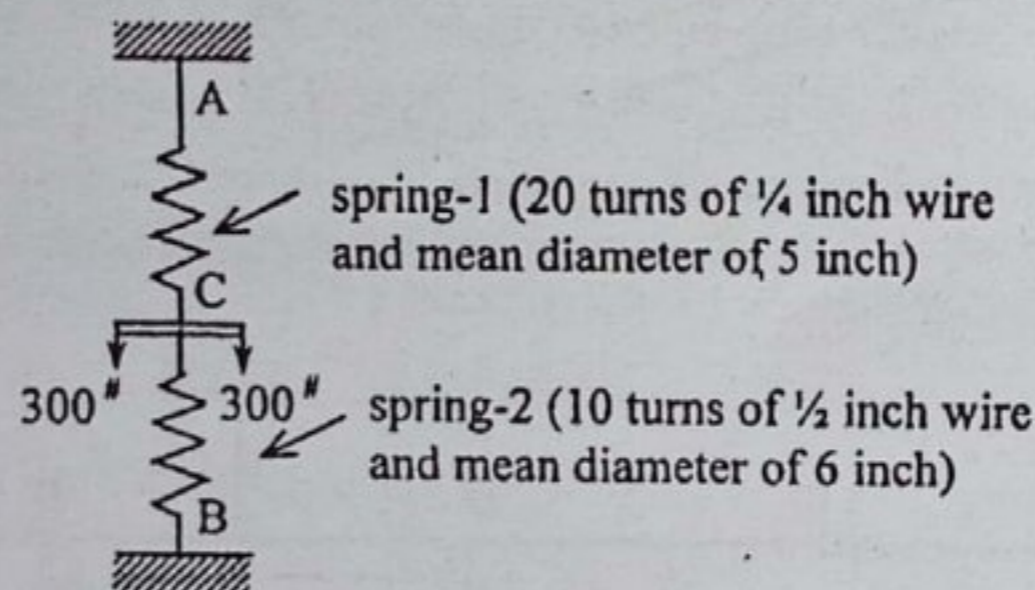 A
spring-1 (20 turns of ¼ inch wire
and mean diameter of 5 inch)
C
300# 300#
spring-2 (10 turns of ½ inch wire
and mean diameter of 6 inch)
B